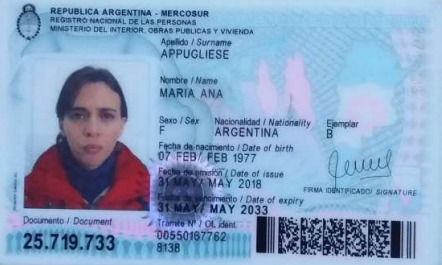 REPUBLICA ARGENTINA - MERCOSUR
REGISTRO NACIONAL DE LAS PERSONAS
MINISTERIO DEL INTERIOR, OBRAS PUBLICAS Y VIVIENDA
Apellido / Surname
APPUGLIESE
Nombre / Name
MARIA ANA
Sexo / Sex Nacionalidad / Nationality Ejemplar
F ARGENTINA B
Fecha de nacimiento / Date of birth
07 FEB/ FEB 1977
Fecha de emisión / Date of issue
31 MAY/ MAY 2018
FIRMA IDENTIFICADO/ SIGNATURE
Fecha de vencimiento / Date of expiry
31 MAY/ MAY 2033
Documento / Document Trámite Nº / Of. ident.
25.719.733 00550167762
8138